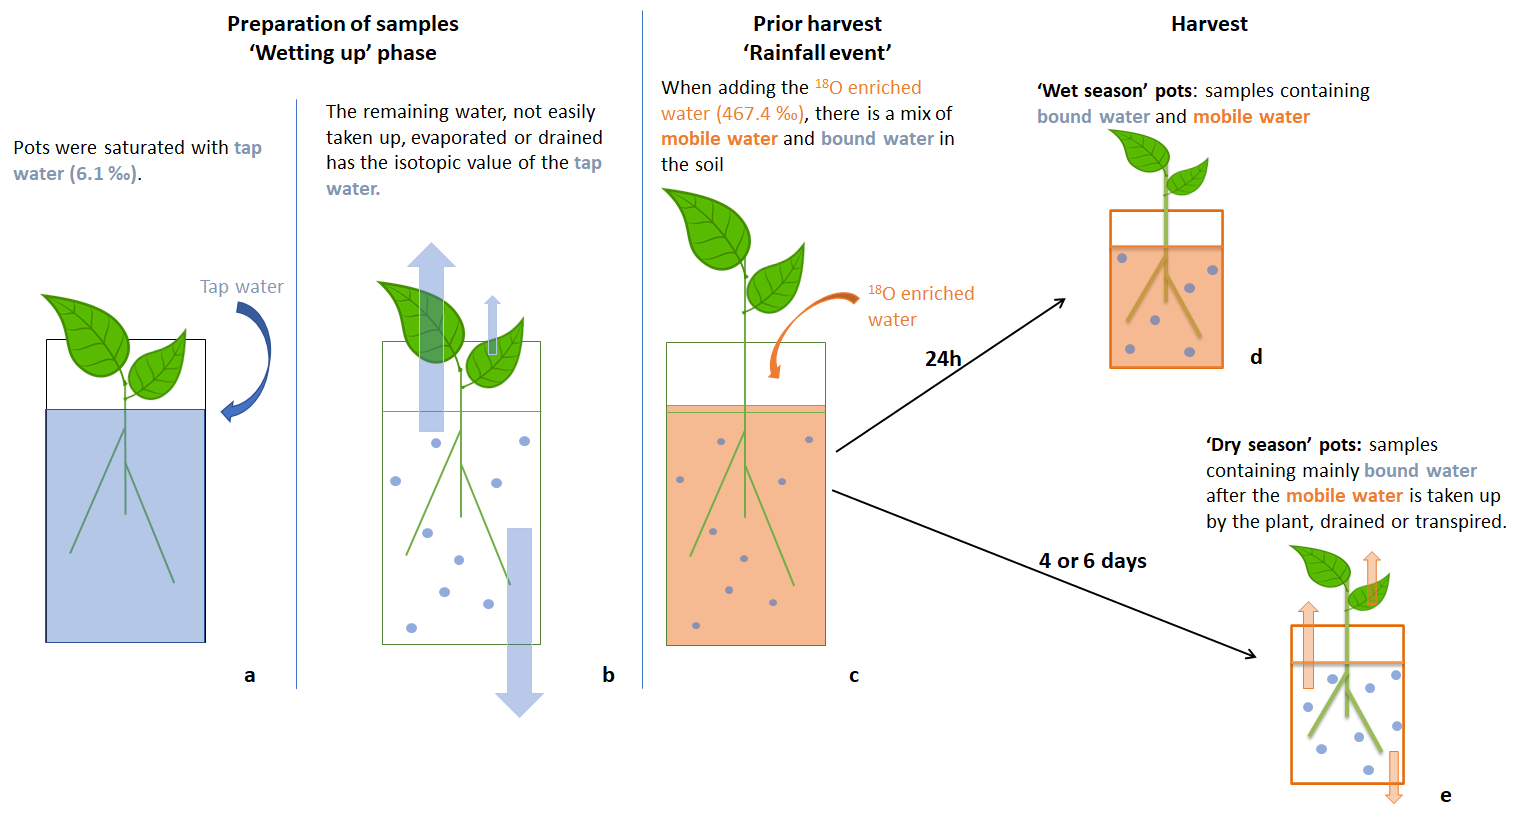 Preparation of samples
‘Wetting up’ phase
Pots were saturated with tap
water (6.1 ‰).
Tap water
a
The remaining water, not easily
taken up, evaporated or drained
has the isotopic value of the tap
water.
b
Prior harvest
‘Rainfall event’
When adding the ¹⁸O enriched
water (467.4 ‰), there is a mix of
mobile water and bound water in
the soil
¹⁸O enriched
water
c
Harvest
‘Wet season’ pots: samples containing
bound water and mobile water
24h
d
‘Dry season’ pots: samples
containing mainly bound water
after the mobile water is taken up
by the plant, drained or transpired.
4 or 6 days
e